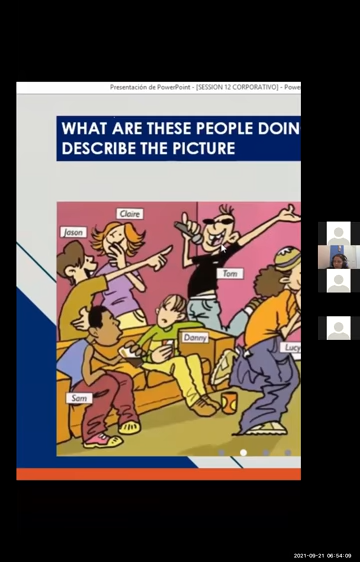 Presentación de PowerPoint - [SESSION 12 CORPORATIVO] - Power
WHAT ARE THESE PEOPLE DOIN
DESCRIBE THE PICTURE
Claire
Jason
Tom
Danny
Lucy
Sam
2021-09-21 06:54:09